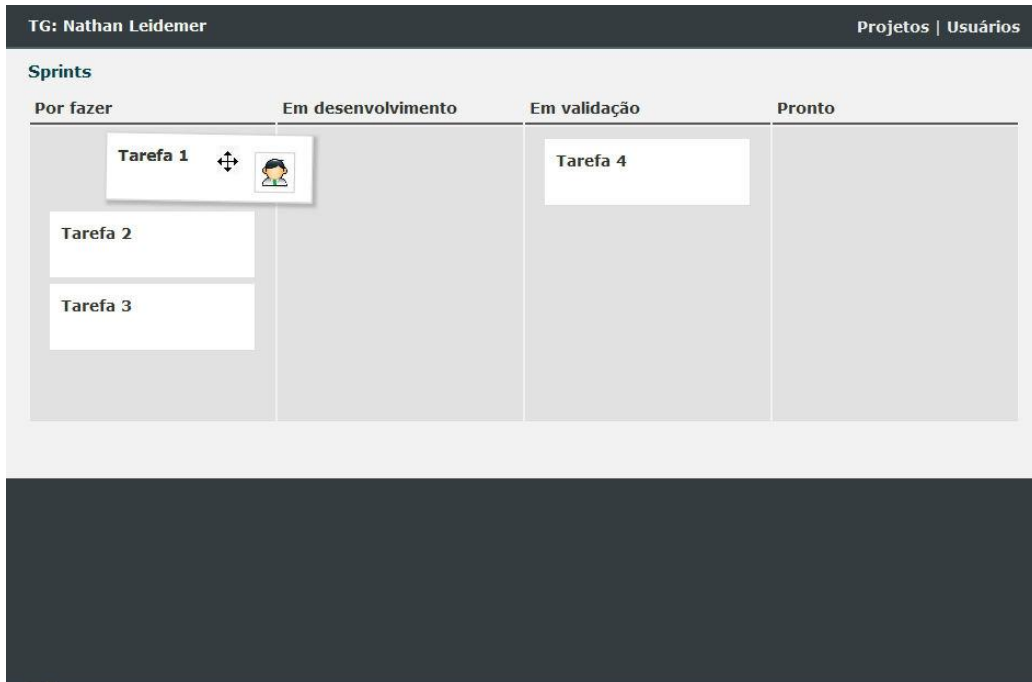 TG: Nathan Leidemer
Projetos | Usuários
Sprints
Por fazer
Em desenvolvimento
Em validação
Pronto
Tarefa 1
Tarefa 4
Tarefa 2
Tarefa 3